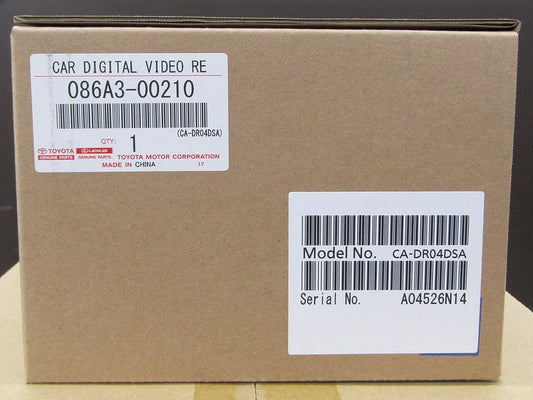 CAR DIGITAL VIDEO RE
086A3-00210
(CA-DR04DSA)
QTY: 1
TOYOTA LEXUS
GENUINE PARTS GENUINE PARTS TOYOTA MOTOR CORPORATION
MADE IN CHINA 17
Model No. CA-DR04DSA
Serial No. A04526N14